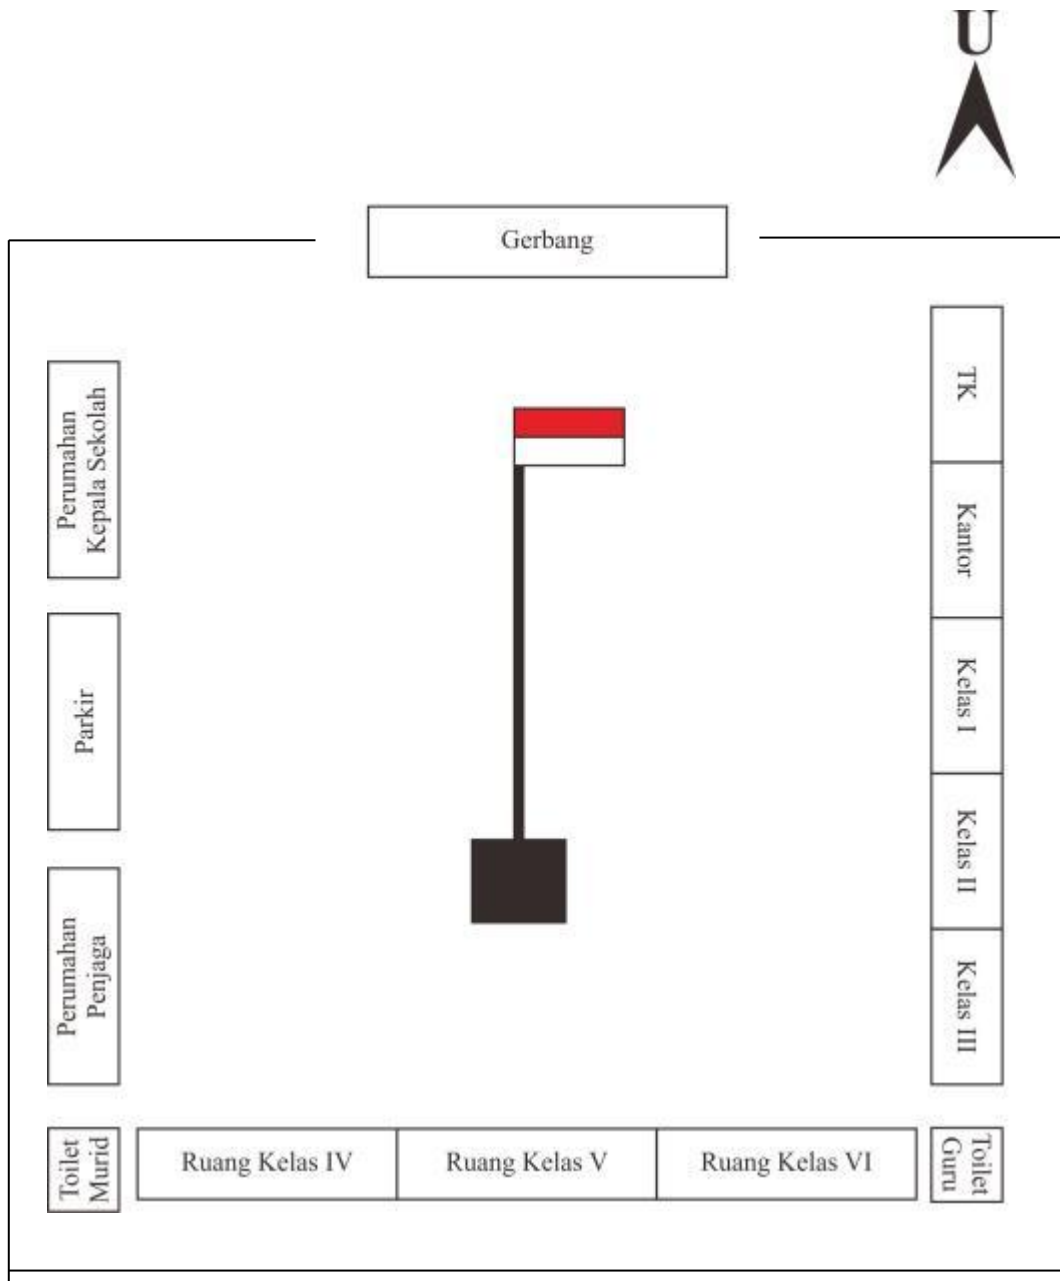 U
Gerbang
Perumahan
Kepala Sekolah
Parkir
Perumahan
Penjaga
TK
Kantor
Kelas I
Kelas II
Kelas III
Toilet
Murid
Ruang Kelas IV
Ruang Kelas V
Ruang Kelas VI
Toilet
Guru